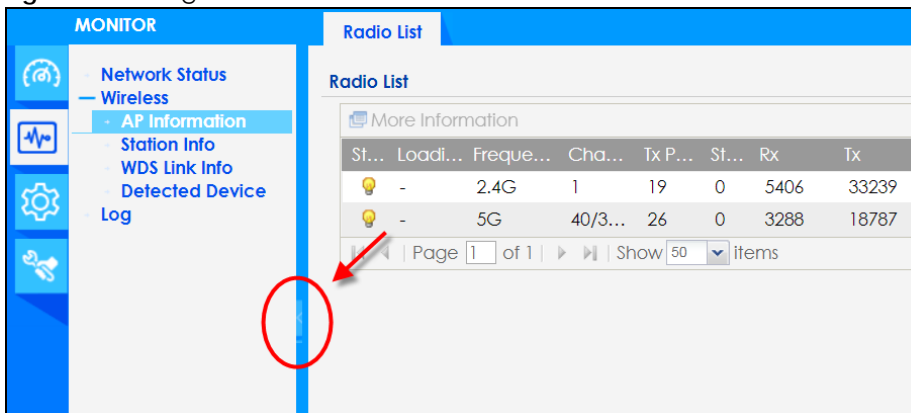 MONITOR
Radio List
Network Status
Wireless
AP Information
Station Info
WDS Link Info
Detected Device
Log
Radio List
More Information
St... Loadi... Freque... Cha... Tx P... St... Rx Tx
- 2.4G 1 19 0 5406 33239
- 5G 40/3... 26 0 3288 18787
Page 1 of 1 Show 50 items